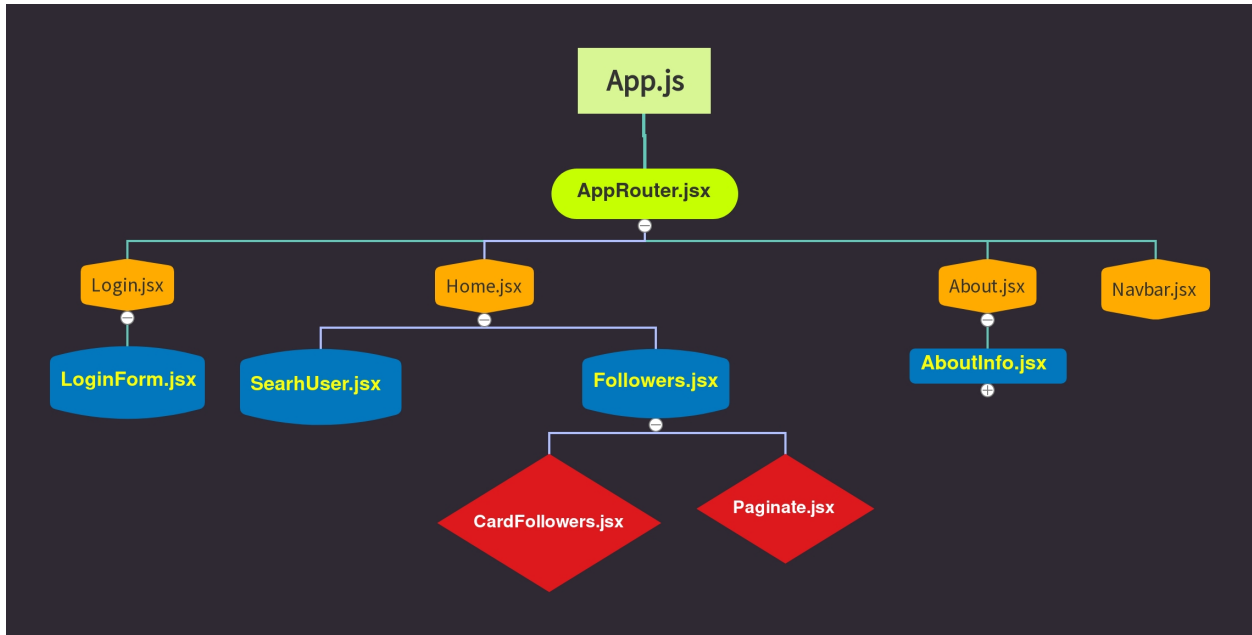 App.js
AppRouter.jsx
Login.jsx
Home.jsx
About.jsx
Navbar.jsx
LoginForm.jsx
SearhUser.jsx
Followers.jsx
AboutInfo.jsx
CardFollowers.jsx
Paginate.jsx